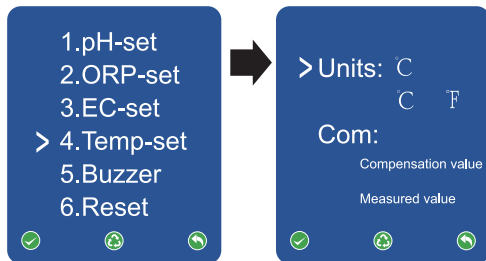 1.pH-set
2.ORP-set
3.EC-set
> 4.Temp-set
5.Buzzer
6.Reset
> Units: °C
°C °F
Com:
Compensation value
Measured value